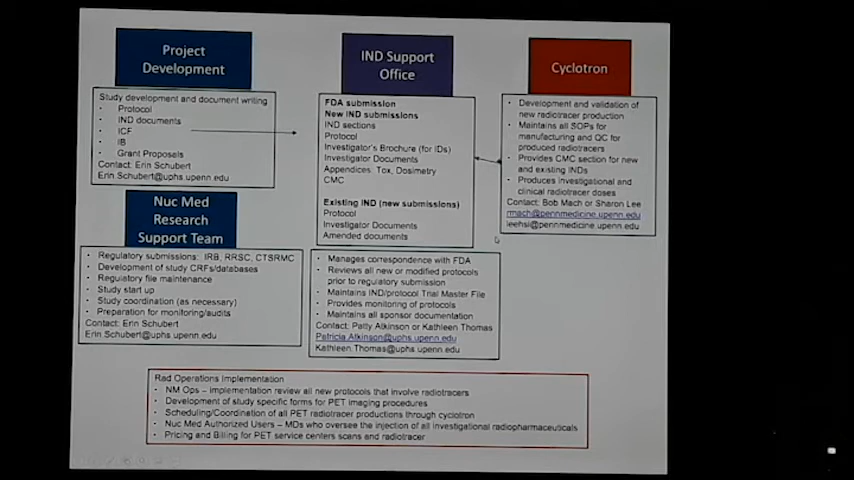 Project
Development
Study development and document writing
• Protocol
• IND documents
• ICF
• IB
• Grant Proposals
Contact: Erin Schubert
Erin.Schubert@uphs.upenn.edu
Nuc Med
Research
Support Team
• Regulatory submissions: IRB, RRSC, CTSRMC
• Development of study CRFs/databases
• Regulatory file maintenance
• Study start up
• Study coordination (as necessary)
• Preparation for monitoring/audits
Contact: Erin Schubert
Erin.Schubert@uphs.upenn.edu
IND Support
Office
FDA submission
New IND submissions
IND sections
Protocol
Investigator's Brochure (for IDs)
Investigator Documents
Appendices: Tox, Dosimetry
CMC
Existing IND (new submissions)
Protocol
Investigator Documents
Amended documents
• Manages correspondence with FDA
• Reviews all new or modified protocols
prior to regulatory submission
• Maintains IND/protocol Trial Master File
• Provides monitoring of protocols
• Maintains all sponsor documentation
Contact: Patty Atkinson or Kathleen Thomas
Patricia.Atkinson@uphs.upenn.edu
Kathleen.Thomas@uphs.upenn.edu
Cyclotron
• Development and validation of
new radiotracer production
• Maintains all SOPs for
manufacturing and QC for
produced radiotracers
• Provides CMC section for new
and existing INDs
• Produces investigational and
clinical radiotracer doses
Contact: Bob Mach or Sharon Lee
rmach@pennmedicine.upenn.edu
leehsi@pennmedicine.upenn.edu
Rad Operations Implementation
• NM Ops – implementation review all new protocols that involve radiotracers
• Development of study specific forms for PET imaging procedures
• Scheduling/Coordination of all PET radiotracer productions through cyclotron
• Nuc Med Authorized Users – MDs who oversee the injection of all investigational radiopharmaceuticals
• Pricing and Billing for PET service centers scans and radiotracer